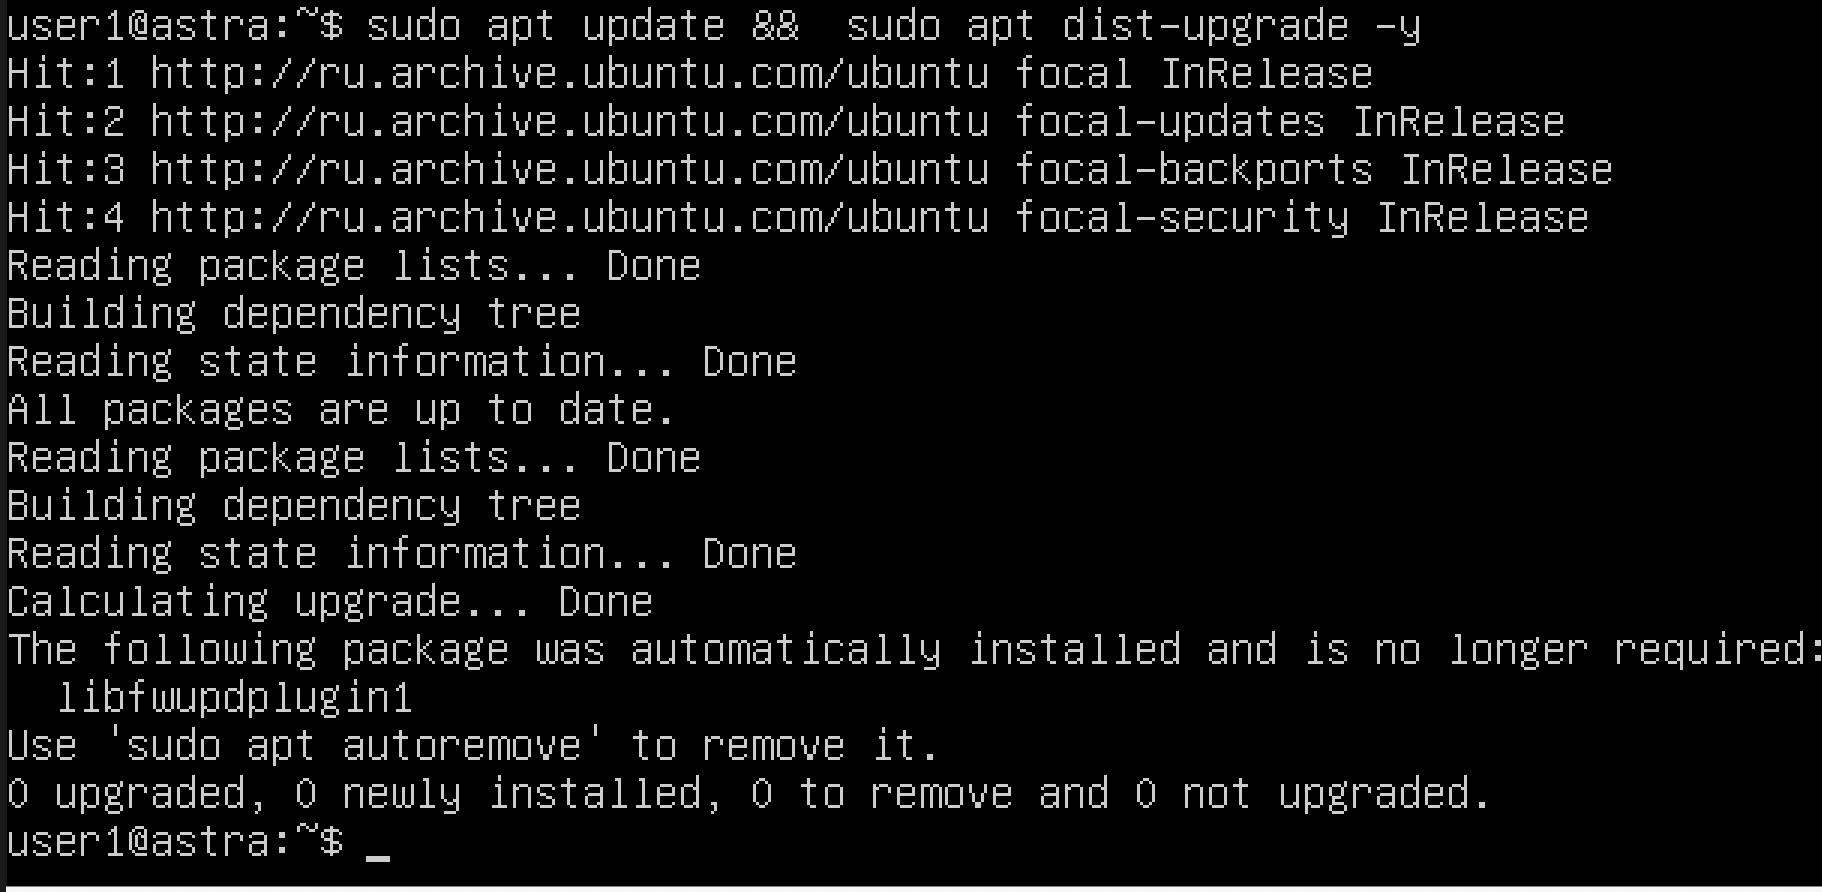 user1@astra:~$ sudo apt update &&  sudo apt dist-upgrade -y
Hit:1 http://ru.archive.ubuntu.com/ubuntu focal InRelease
Hit:2 http://ru.archive.ubuntu.com/ubuntu focal-updates InRelease
Hit:3 http://ru.archive.ubuntu.com/ubuntu focal-backports InRelease
Hit:4 http://ru.archive.ubuntu.com/ubuntu focal-security InRelease
Reading package lists... Done
Building dependency tree
Reading state information... Done
All packages are up to date.
Reading package lists... Done
Building dependency tree
Reading state information... Done
Calculating upgrade... Done
The following package was automatically installed and is no longer required:
  libfwupdplugin1
Use 'sudo apt autoremove' to remove it.
0 upgraded, 0 newly installed, 0 to remove and 0 not upgraded.
user1@astra:~$ _